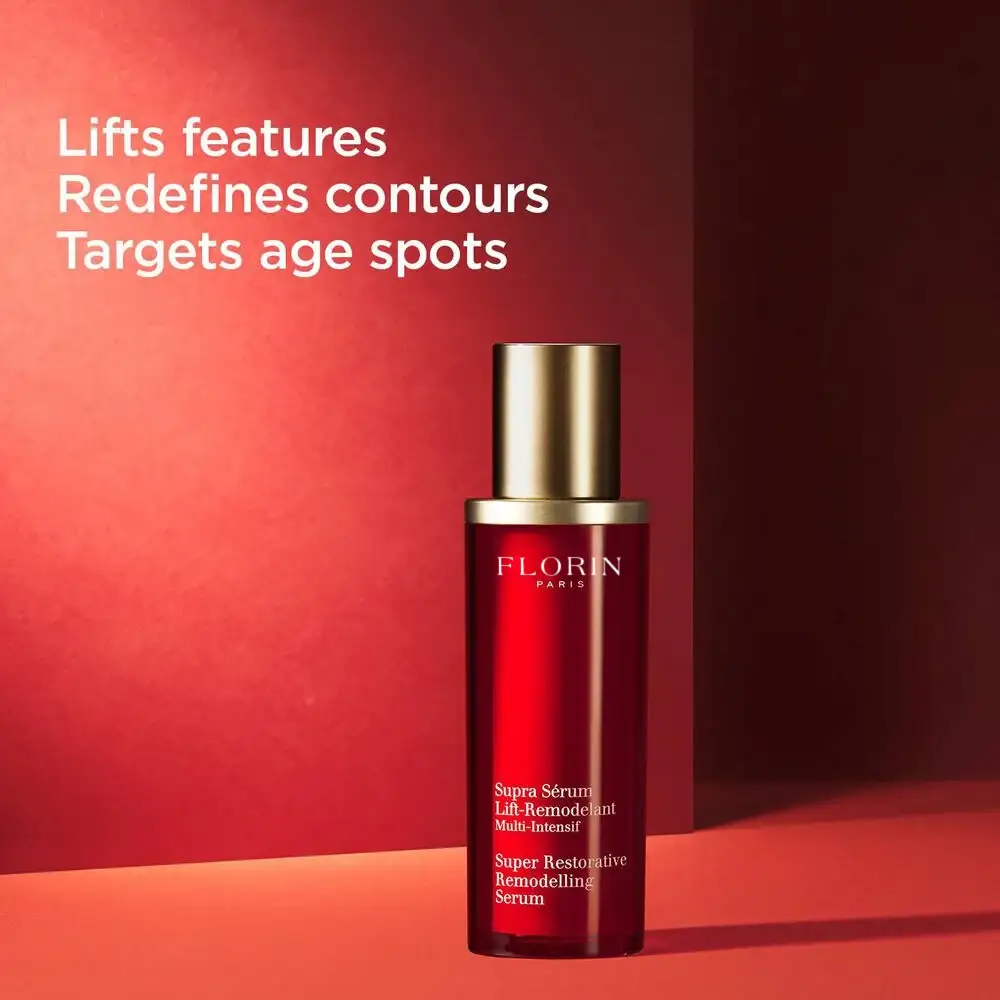 Lifts features
Redefines contours
Targets age spots
FLORIN
PARIS
Supra Sérum
Lift-Remodelant
Multi-Intensif
Super Restorative
Remodelling
Serum